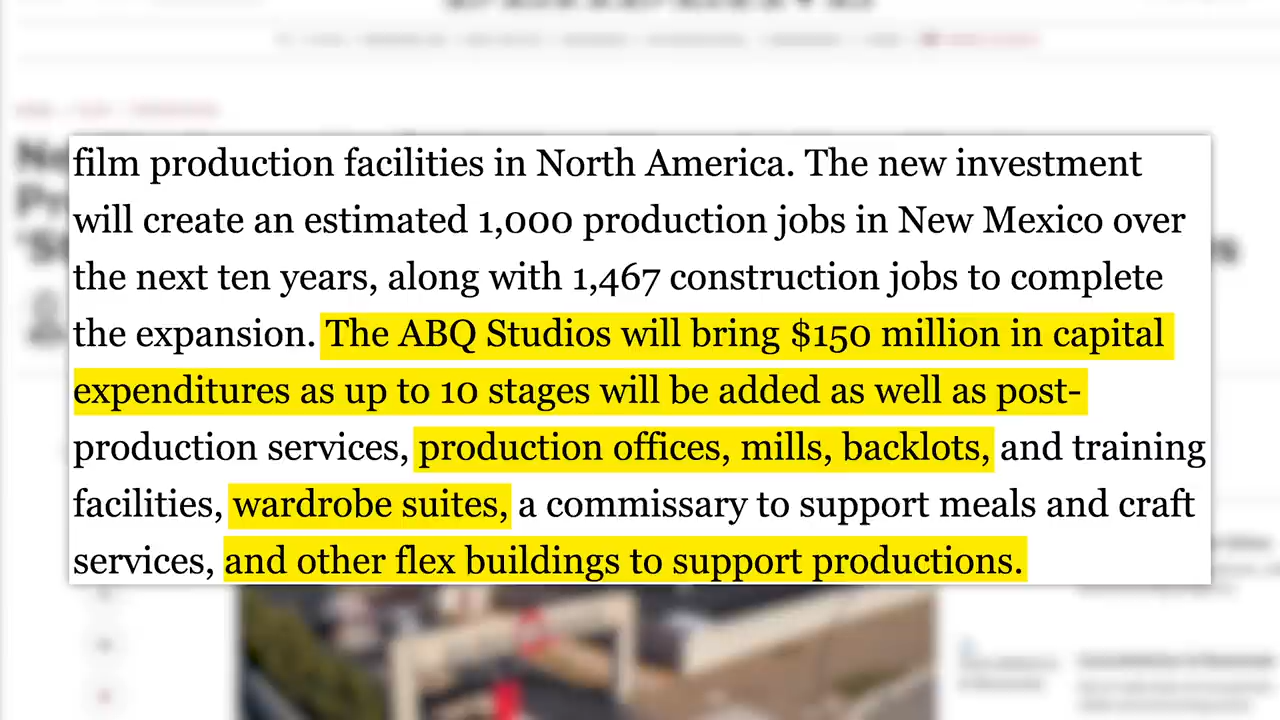 film production facilities in North America. The new investment
will create an estimated 1,000 production jobs in New Mexico over
the next ten years, along with 1,467 construction jobs to complete
the expansion. The ABQ Studios will bring $150 million in capital
expenditures as up to 10 stages will be added as well as post-
production services, production offices, mills, backlots, and training
facilities, wardrobe suites, a commissary to support meals and craft
services, and other flex buildings to support productions.